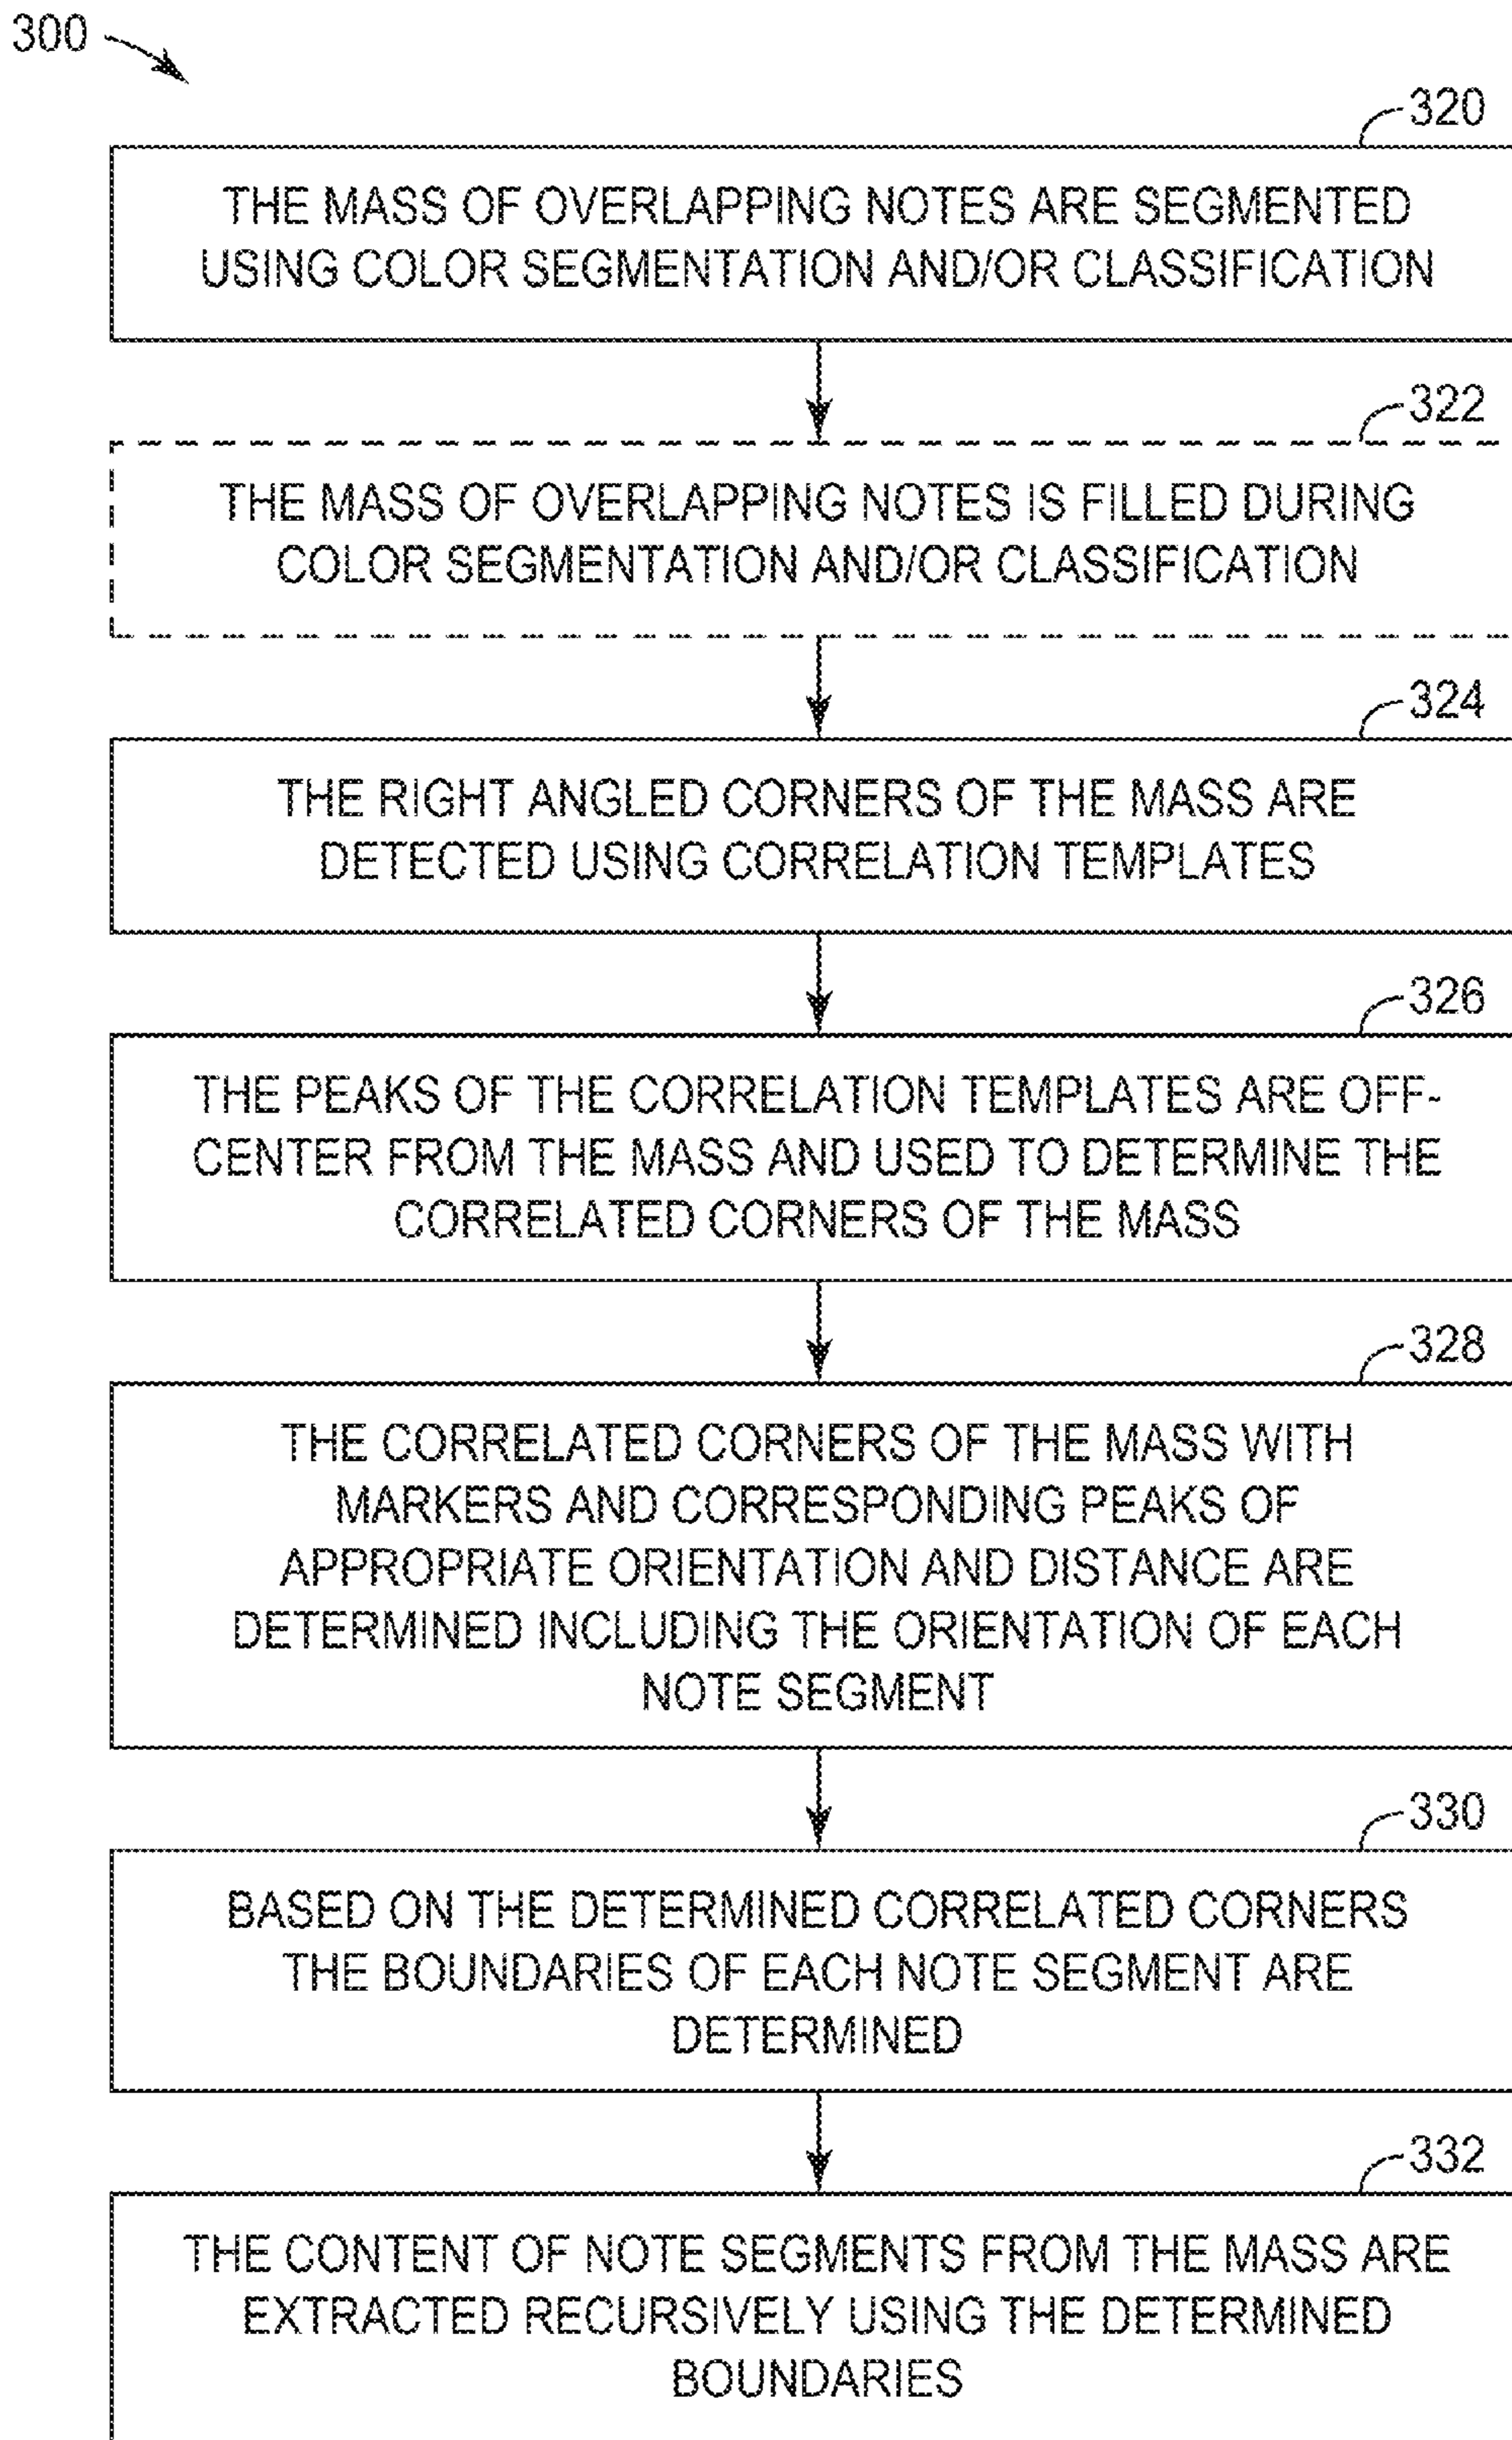 300
320
THE MASS OF OVERLAPPING NOTES ARE SEGMENTED
USING COLOR SEGMENTATION AND/OR CLASSIFICATION
322
THE MASS OF OVERLAPPING NOTES IS FILLED DURING
COLOR SEGMENTATION AND/OR CLASSIFICATION
324
THE RIGHT ANGLED CORNERS OF THE MASS ARE
DETECTED USING CORRELATION TEMPLATES
326
THE PEAKS OF THE CORRELATION TEMPLATES ARE OFF-
CENTER FROM THE MASS AND USED TO DETERMINE THE
CORRELATED CORNERS OF THE MASS
328
THE CORRELATED CORNERS OF THE MASS WITH
MARKERS AND CORRESPONDING PEAKS OF
APPROPRIATE ORIENTATION AND DISTANCE ARE
DETERMINED INCLUDING THE ORIENTATION OF EACH
NOTE SEGMENT
330
BASED ON THE DETERMINED CORRELATED CORNERS
THE BOUNDARIES OF EACH NOTE SEGMENT ARE
DETERMINED
332
THE CONTENT OF NOTE SEGMENTS FROM THE MASS ARE
EXTRACTED RECURSIVELY USING THE DETERMINED
BOUNDARIES